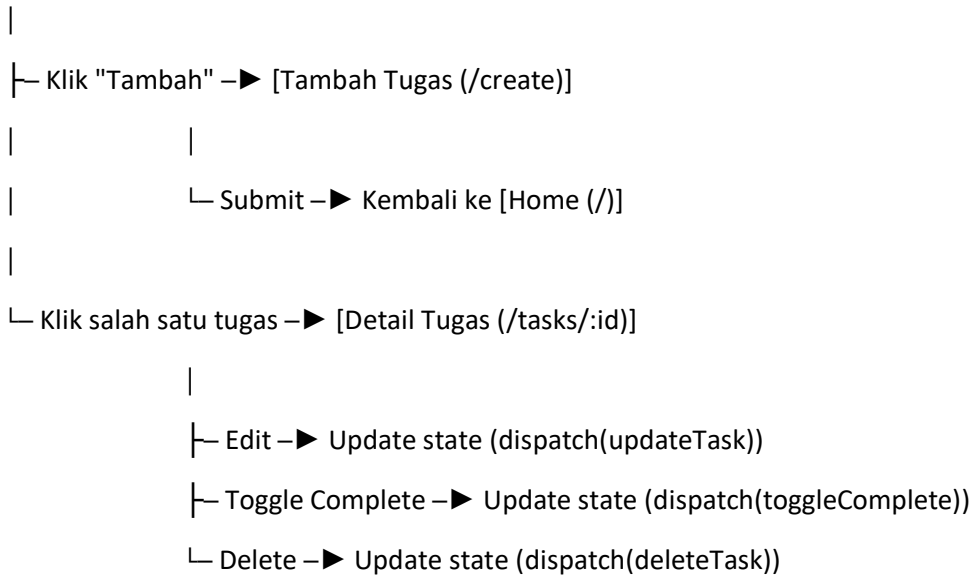 │
├─ Klik "Tambah" ─► [Tambah Tugas (/create)]
│ │
│ └─ Submit ─► Kembali ke [Home (/)]
│
└─ Klik salah satu tugas ─► [Detail Tugas (/tasks/:id)]
│
├─ Edit ─► Update state (dispatch(updateTask))
├─ Toggle Complete ─► Update state (dispatch(toggleComplete))
└─ Delete ─► Update state (dispatch(deleteTask))